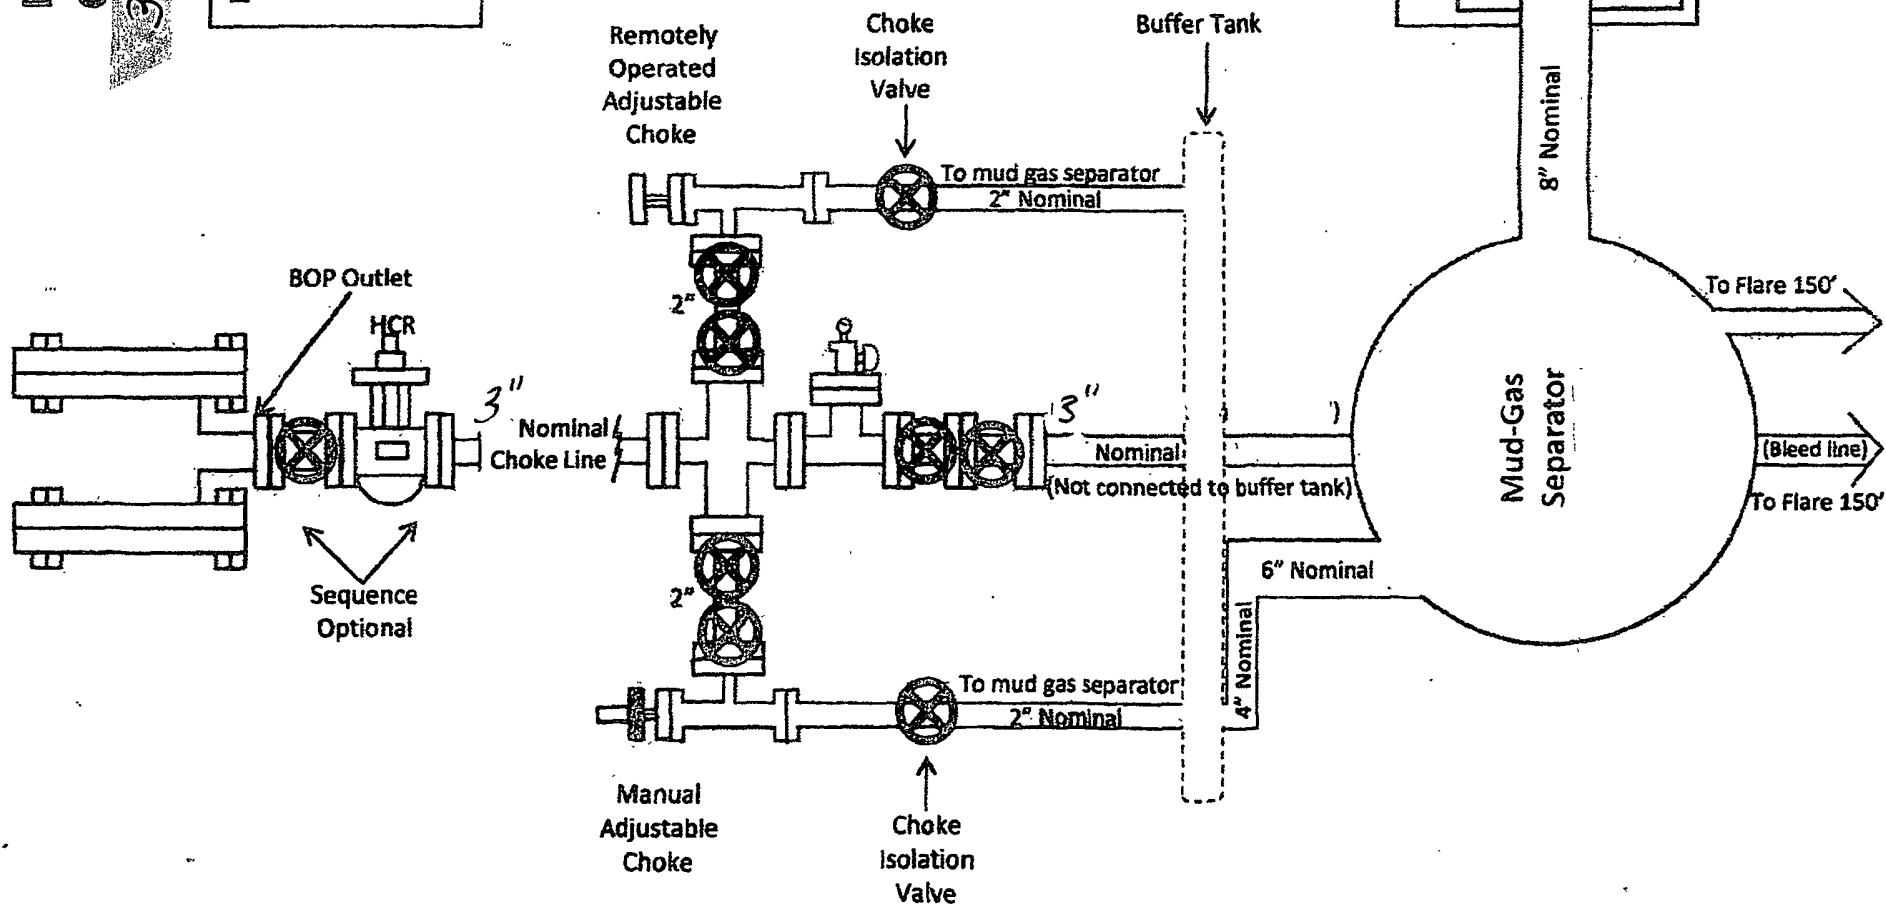 Remotely
Operated
Adjustable
Choke
Choke
Isolation
Valve
Buffer Tank
8" Nominal
To mud gas separator
2" Nominal
BOP Outlet
HCR
2"
To Flare 150'
3"
Nominal
Choke Line
3"
Nominal
(Not connected to buffer tank)
Mud-Gas
Separator
(Bleed line)
To Flare 150'
Sequence
Optional
2"
6" Nominal
4" Nominal
To mud gas separator
2" Nominal
Manual
Adjustable
Choke
Choke
Isolation
Valve